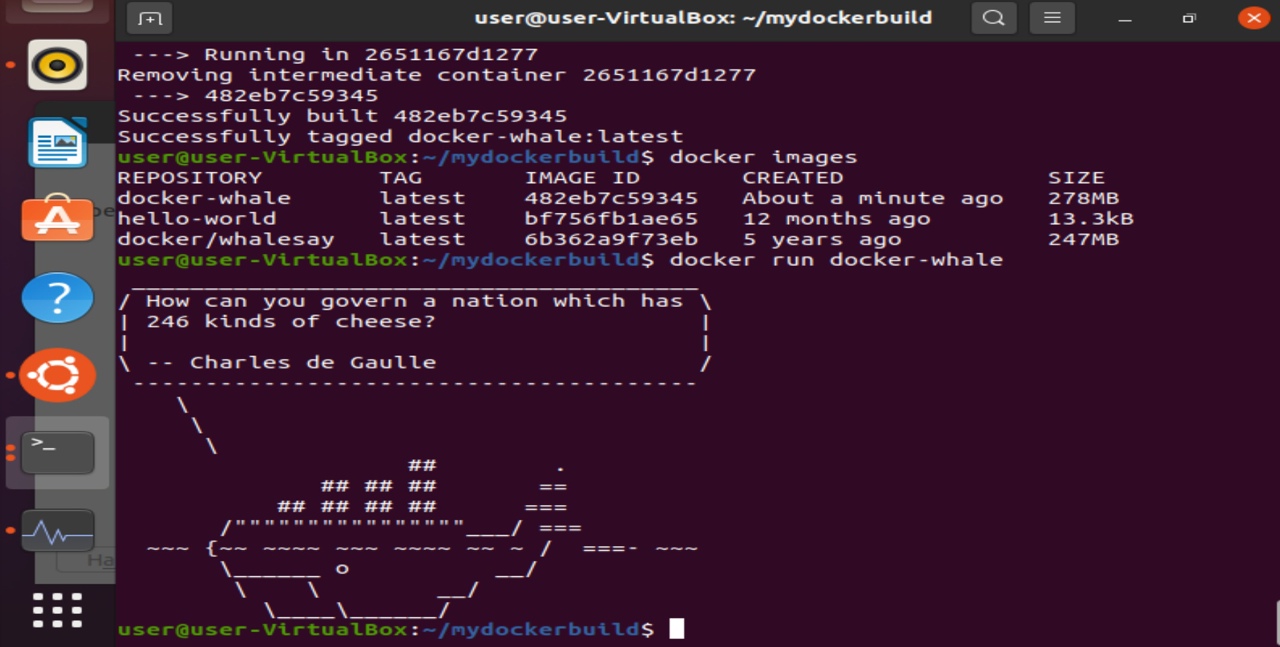 user@user-VirtualBox: ~/mydockerbuild
 ---> Running in 2651167d1277
Removing intermediate container 2651167d1277
 ---> 482eb7c59345
Successfully built 482eb7c59345
Successfully tagged docker-whale:latest
user@user-VirtualBox:~/mydockerbuild$ docker images
REPOSITORY        TAG       IMAGE ID       CREATED              SIZE
docker-whale      latest    482eb7c59345   About a minute ago   278MB
hello-world       latest    bf756fb1ae65   12 months ago        13.3kB
docker/whalesay   latest    6b362a9f73eb   5 years ago          247MB
user@user-VirtualBox:~/mydockerbuild$ docker run docker-whale
 _______________________________________
/ How can you govern a nation which has \
| 246 kinds of cheese?                  |
|                                       |
\ -- Charles de Gaulle                  /
 ---------------------------------------
    \
     \
      \
                    ##        .
              ## ## ##       ==
           ## ## ## ##      ===
       /""""""""""""""""___/ ===
  ~~~ {~~ ~~~~ ~~~ ~~~~ ~~ ~ /  ===- ~~~
       \______ o          __/
        \    \        __/
          \____\______/
user@user-VirtualBox:~/mydockerbuild$
Ha